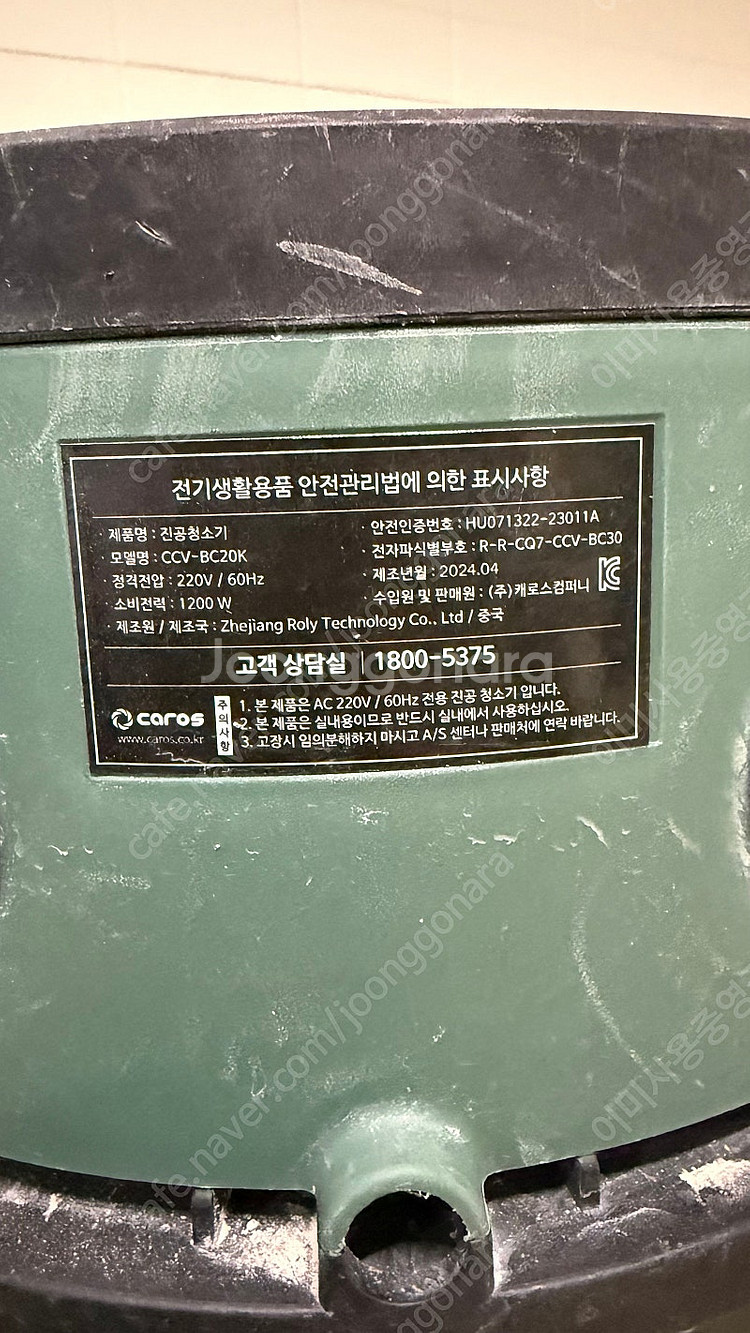 전기생활용품 안전관리법에 의한 표시사항
· 제품명 : 진공청소기
· 모델명 : CCV-BC20K
· 정격전압 : 220V / 60Hz
· 소비전력 : 1200 W
· 안전인증번호 : HU071322-23011A
· 전자파식별부호 : R-R-CQ7-CCV-BC30
· 제조년월 : 2024.04
· 수입원 및 판매원 : (주)캐로스컴퍼니
· 제조원 / 제조국 : Zhejiang Roly Technology Co., Ltd / 중국
고객 상담실 1800-5375
caros
www.caros.co.kr
주의사항
1. 본 제품은 AC 220V / 60Hz 전용 진공 청소기 입니다.
2. 본 제품은 실내용이므로 반드시 실내에서 사용하십시오.
3. 고장시 임의분해하지 마시고 A/S 센터나 판매처에 연락 바랍니다.
Joonggonara
cafe.naver.com/joonggonara
cafe.naver.com/joonggonara
cafe.naver.com/joonggonara